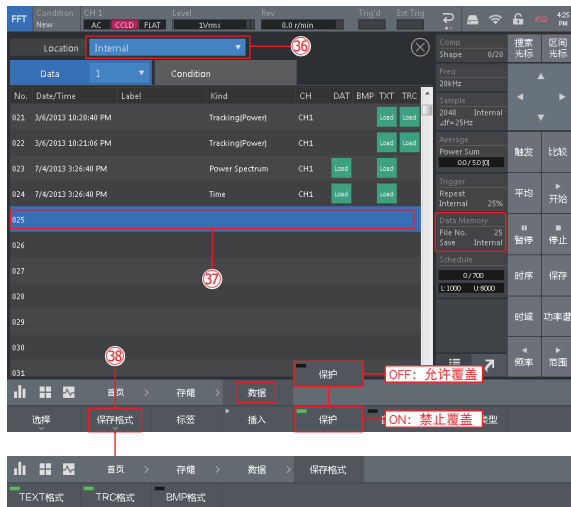 FFT Condition New CH 1 AC CCLD FLAT Level 1Vrms Rev 0.0 r/min Trig'd Ext Trig 4:25 PM
Location Internal ▼ 36
Data 1 ▼ Condition
No. Date/Time Label Kind CH DAT BMP TXT TRC
021 3/6/2013 10:20:40 PM Tracking(Power) CH1 Load Load
022 3/6/2013 10:21:06 PM Tracking(Power) CH1 Load Load
023 7/4/2013 3:26:40 PM Power Spectrum CH1 Load Load
024 7/4/2013 3:26:40 PM Time CH1 Load Load
025
026
027
028
029
030
031
37
38
Comp
Shape 0/20
Freq
20kHz
Sample
2048 Internal
⊿f=25Hz
Average
Power Sum
0.0 / 5.0 [0]
Trigger
Repeat
Internal 25%
Data Memory
File No. 25
Save Internal
Schedule
0/700
L:1000 U:8000
搜索光标 区间光标
触发 比较
平均 开始
暂停 停止
时序 保存
时域 功率谱
频率 范围
保护 OFF：允许覆盖
首页 > 存储 > 数据
选择 保存格式 标签 插入 保护 ON：禁止覆盖 类型
首页 > 存储 > 数据 > 保存格式
TEXT格式 TRC格式 BMP格式